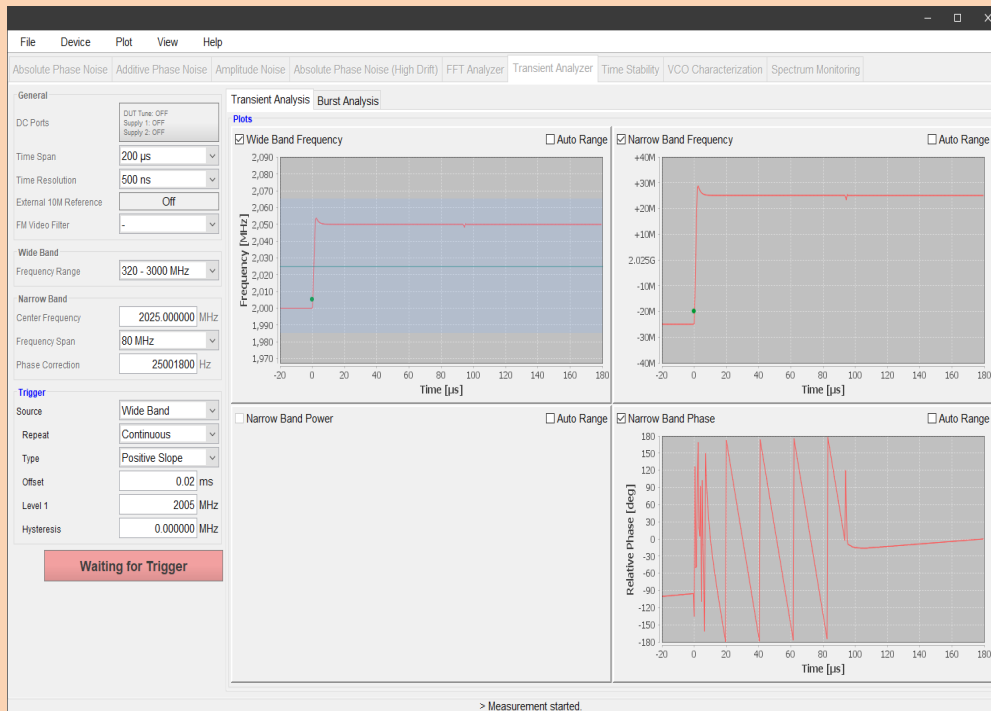 File Device Plot View Help
Absolute Phase Noise Additive Phase Noise Amplitude Noise Absolute Phase Noise (High Drift) FFT Analyzer Transient Analyzer Time Stability VCO Characterization Spectrum Monitoring
General
DC Ports
DUT Tune: OFF
Supply 1: OFF
Supply 2: OFF
Time Span 200 µs
Time Resolution 500 ns
External 10M Reference Off
FM Video Filter -
Wide Band
Frequency Range 320 - 3000 MHz
Narrow Band
Center Frequency 2025.000000 MHz
Frequency Span 80 MHz
Phase Correction 25001800 Hz
Trigger
Source Wide Band
Repeat Continuous
Type Positive Slope
Offset 0.02 ms
Level 1 2005 MHz
Hysteresis 0.000000 MHz
Waiting for Trigger
Transient Analysis Burst Analysis
Plots
Wide Band Frequency Auto Range
2,090
2,080
2,070
2,060
2,050
2,040
2,030
2,020
2,010
2,000
1,990
1,980
1,970
Frequency [MHz]
-20 0 20 40 60 80 100 120 140 160 180
Time [µs]
Narrow Band Frequency Auto Range
+40M
+30M
+20M
+10M
2.025G
-10M
-20M
-30M
-40M
-20 0 20 40 60 80 100 120 140 160 180
Time [µs]
Narrow Band Power Auto Range
Narrow Band Phase Auto Range
180
150
120
90
60
30
0
-30
-60
-90
-120
-150
-180
Relative Phase [deg]
-20 0 20 40 60 80 100 120 140 160 180
Time [µs]
> Measurement started.